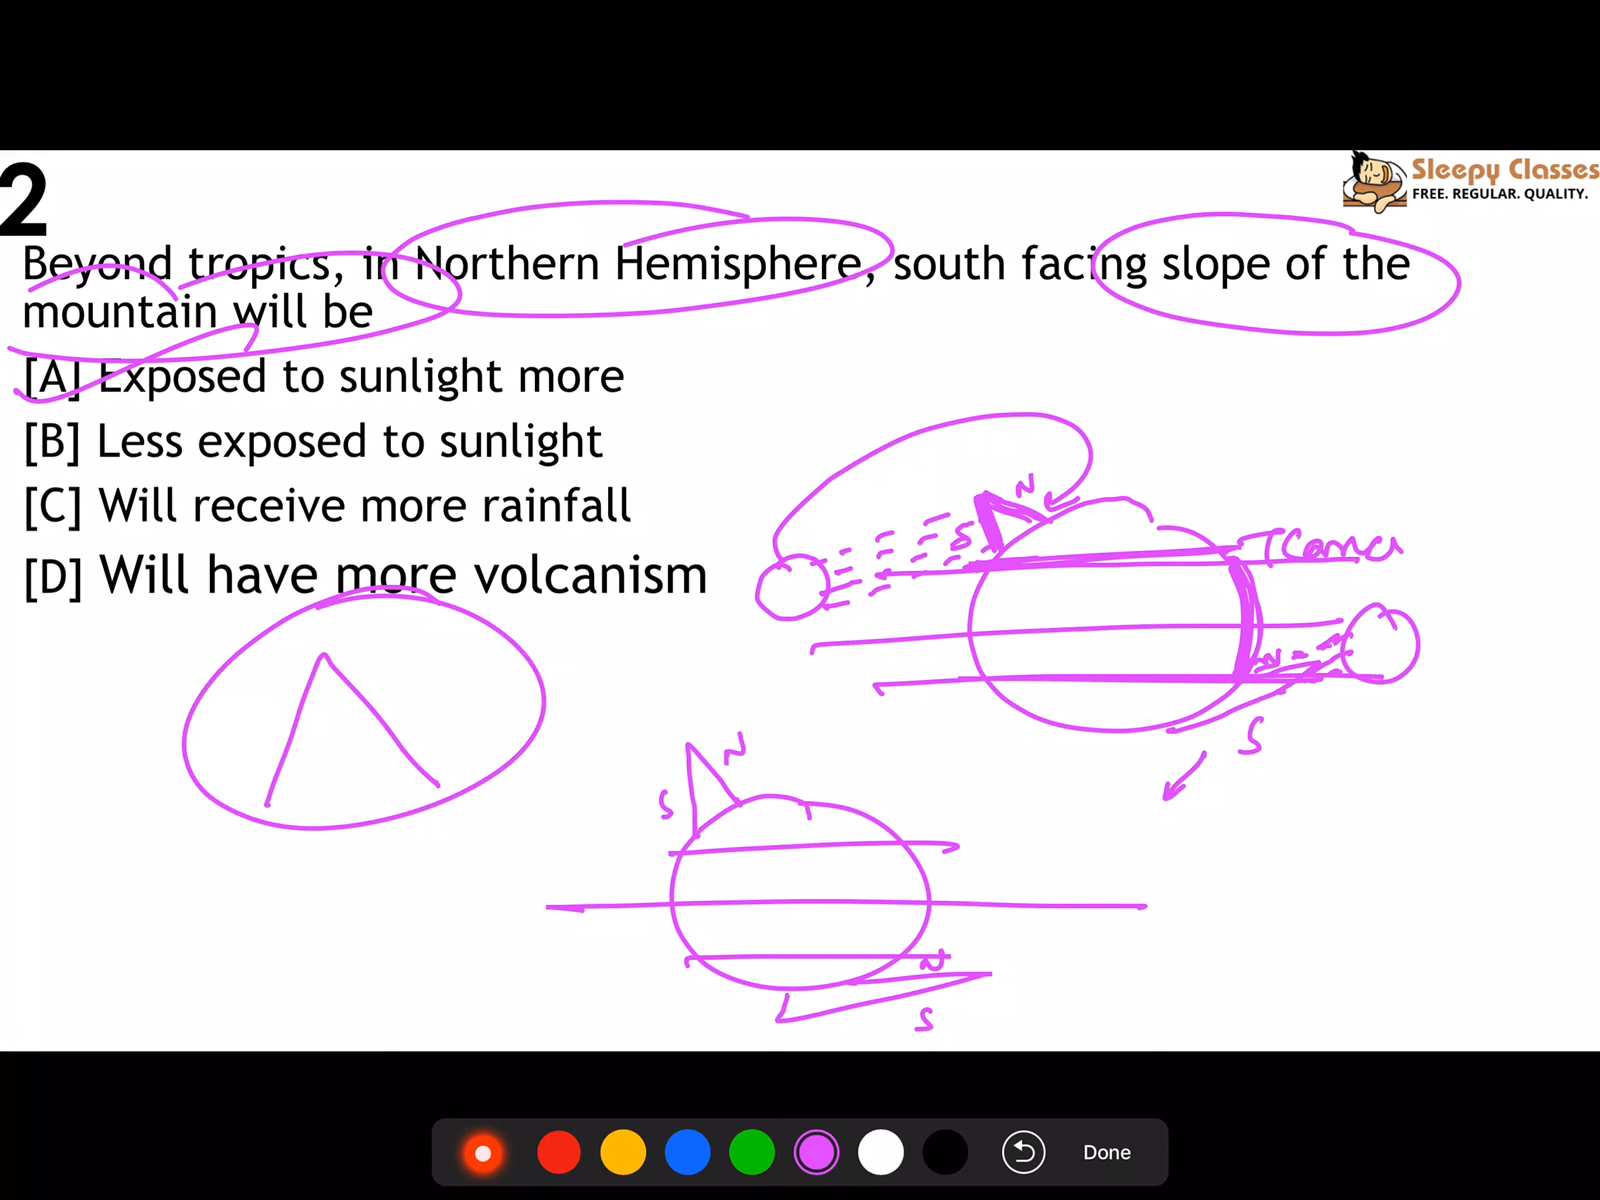 2
Sleepy Classes
FREE. REGULAR. QUALITY.
Beyond tropics, in Northern Hemisphere, south facing slope of the
mountain will be
[A] Exposed to sunlight more
[B] Less exposed to sunlight
[C] Will receive more rainfall
[D] Will have more volcanism
N
S
N
S
N
S
N
S
Done